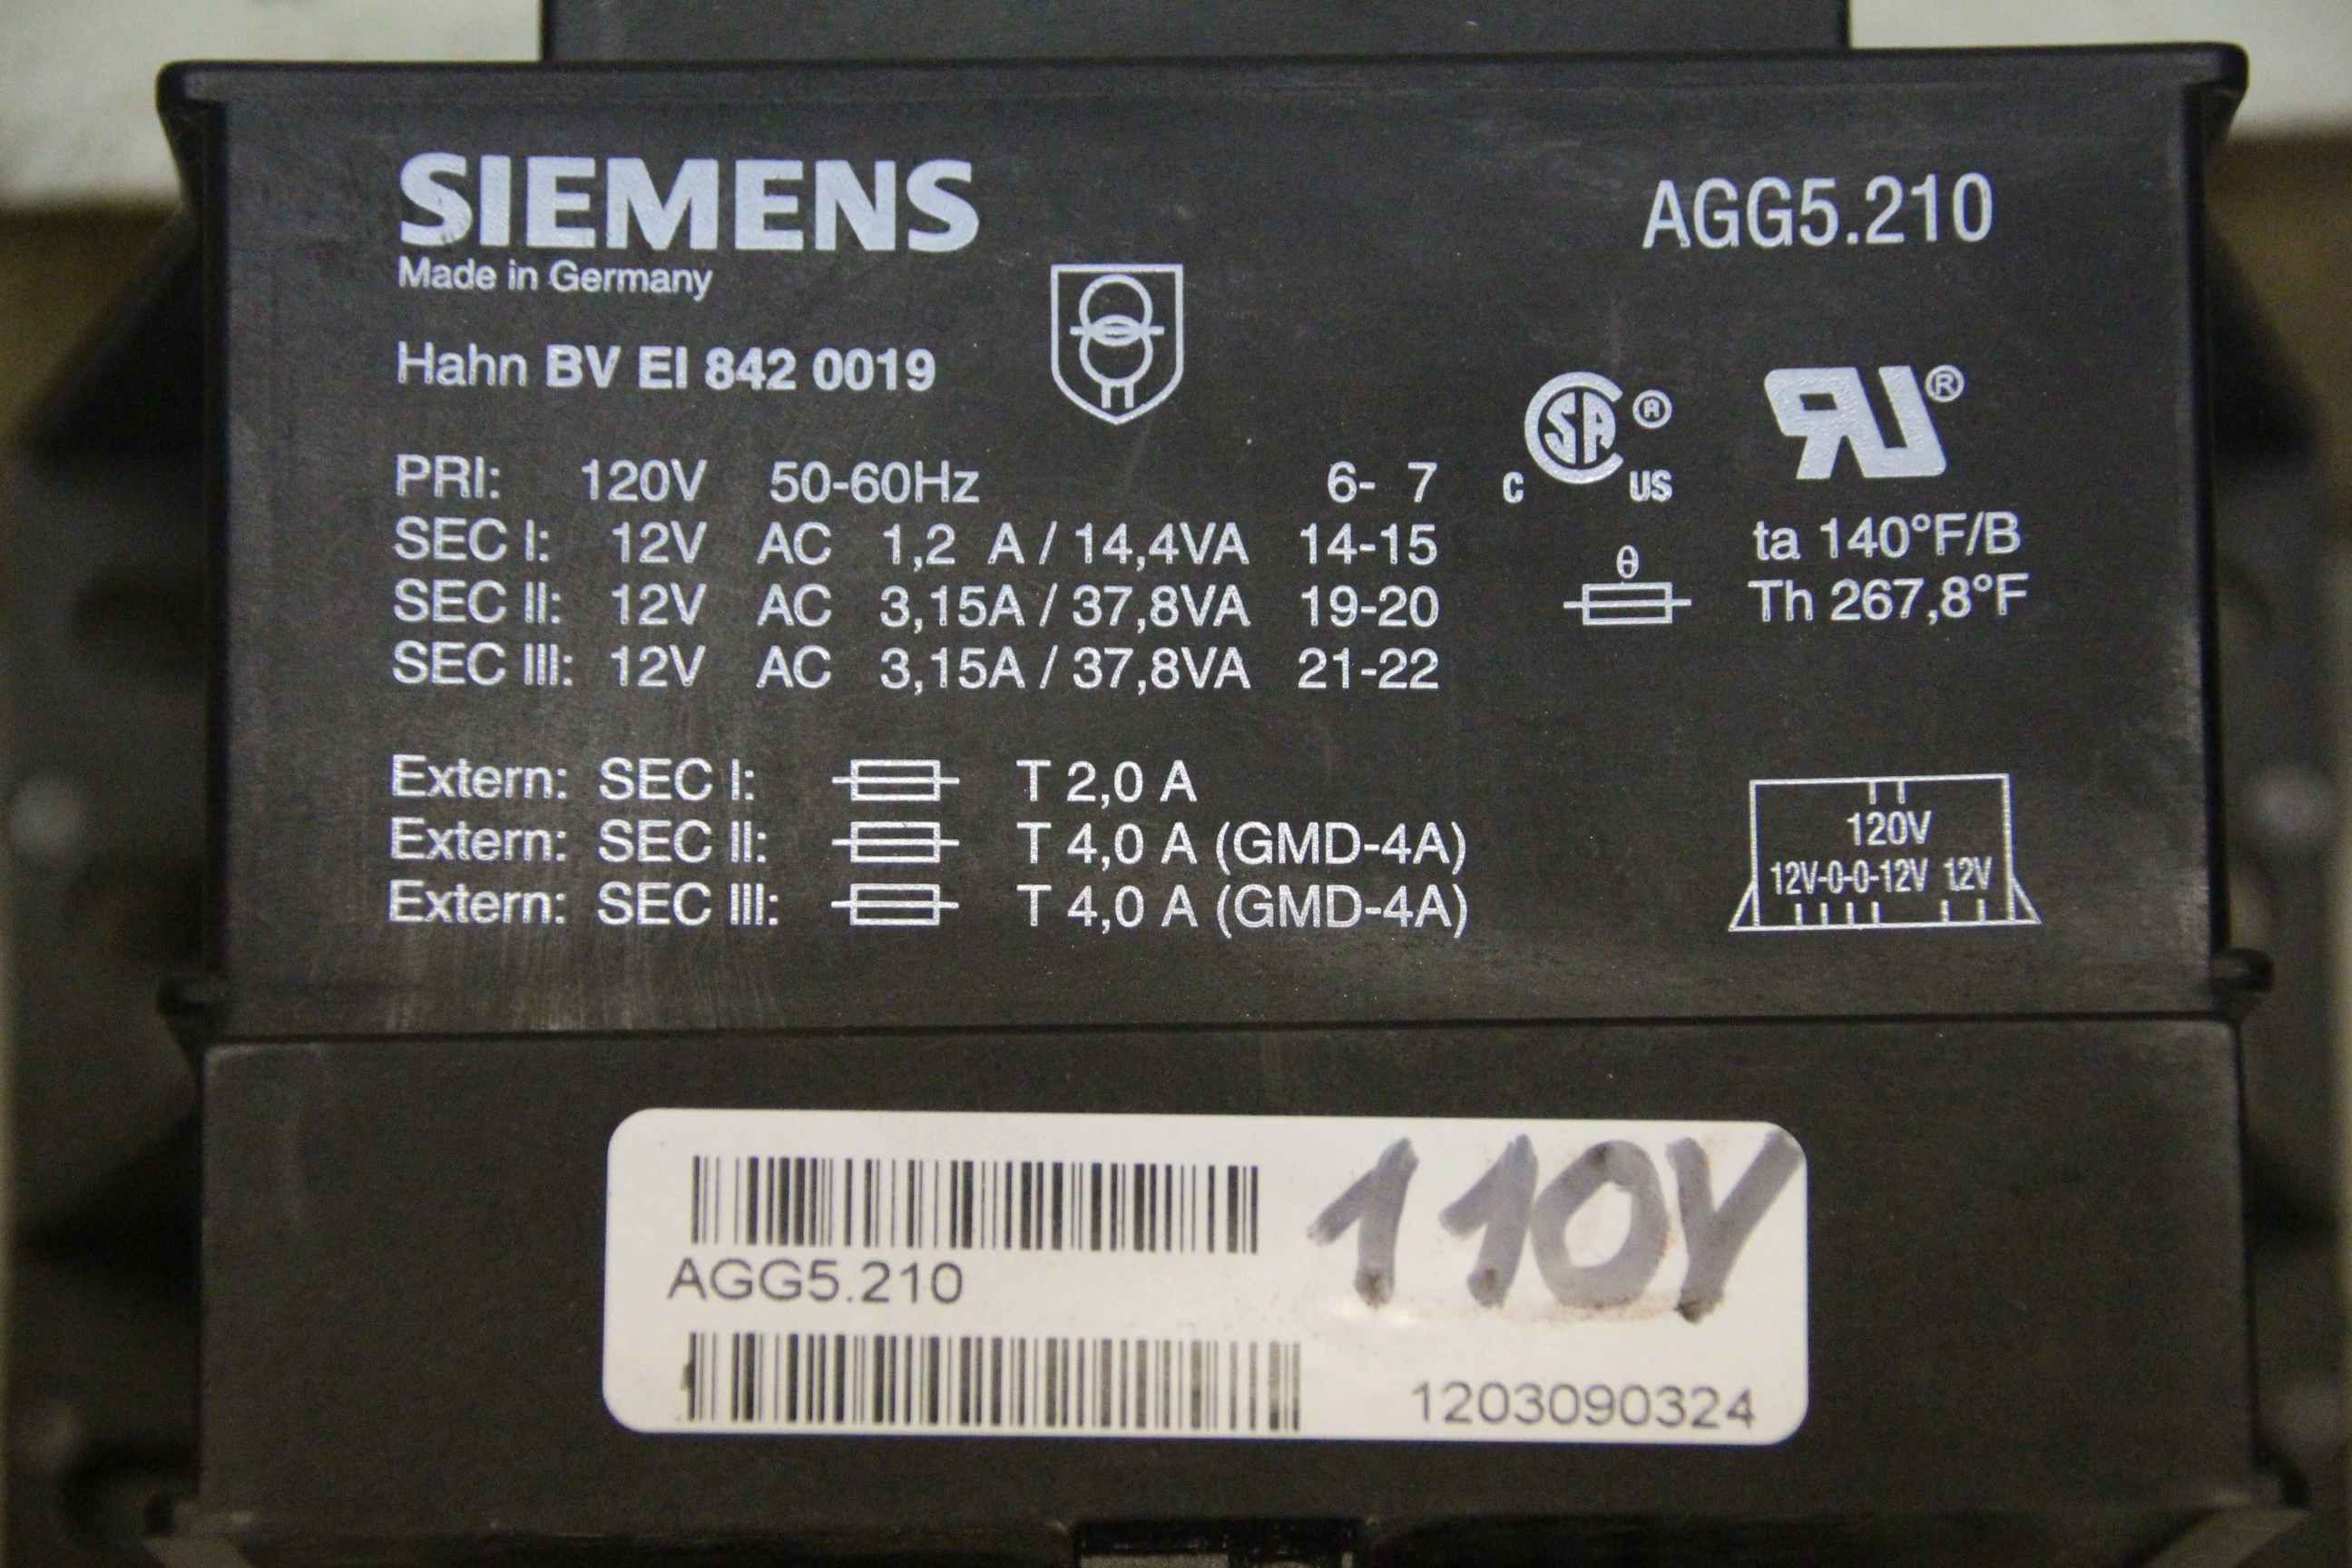 SIEMENS
Made in Germany
AGG5.210
Hahn BV EI 842 0019
PRI: 120V 50-60Hz 6- 7
SEC I: 12V AC 1,2 A / 14,4VA 14-15
SEC II: 12V AC 3,15A / 37,8VA 19-20
SEC III: 12V AC 3,15A / 37,8VA 21-22
C SA ® C US
RU ®
θ
ta 140°F/B
Th 267,8°F
Extern: SEC I: T 2,0 A
Extern: SEC II: T 4,0 A (GMD-4A)
Extern: SEC III: T 4,0 A (GMD-4A)
120V
12V-0-0-12V 12V
110V
AGG5.210
1203090324